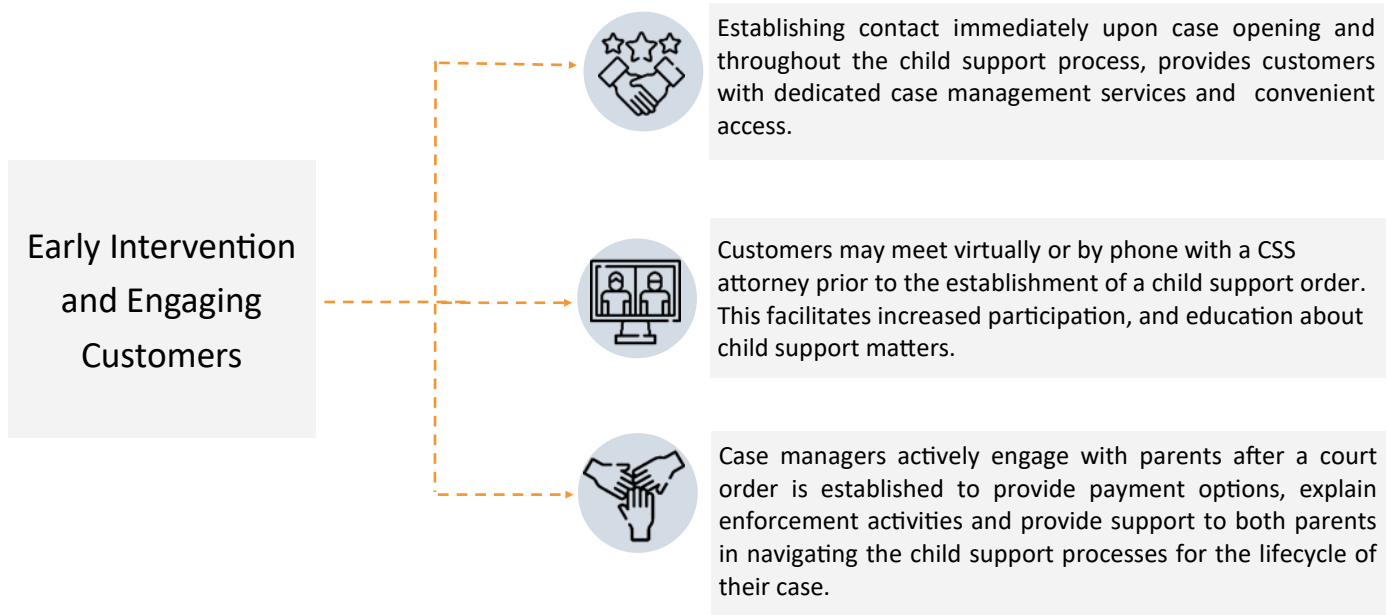 Early Intervention
and Engaging
Customers
Establishing contact immediately upon case opening and
throughout the child support process, provides customers
with dedicated case management services and convenient
access.
Customers may meet virtually or by phone with a CSS
attorney prior to the establishment of a child support order.
This facilitates increased participation, and education about
child support matters.
Case managers actively engage with parents after a court
order is established to provide payment options, explain
enforcement activities and provide support to both parents
in navigating the child support processes for the lifecycle of
their case.